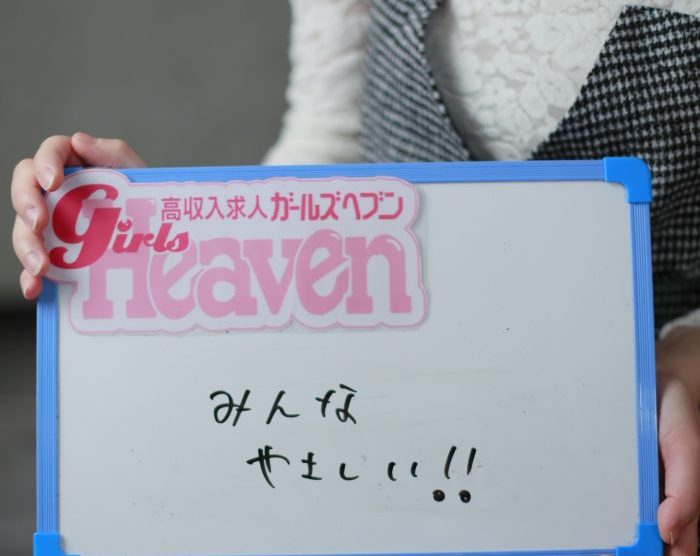 高収入求人 ガールズヘブン
Girls
Heaven
みんな
やさしい!!